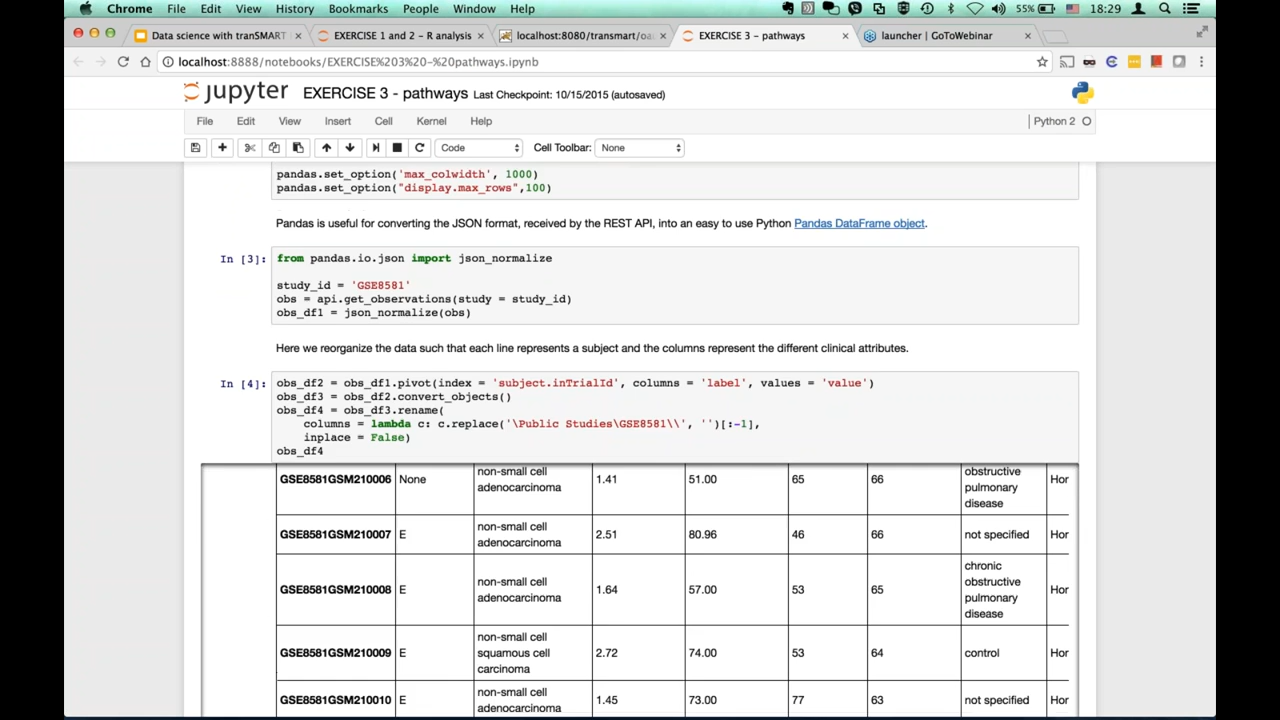 Chrome File Edit View History Bookmarks People Window Help 55% 18:29
Data science with tranSMART EXERCISE 1 and 2 - R analysis localhost:8080/transmart/oa EXERCISE 3 - pathways launcher | GoToWebinar
localhost:8888/notebooks/EXERCISE%203%20-%20pathways.ipynb
jupyter EXERCISE 3 - pathways Last Checkpoint: 10/15/2015 (autosaved)
File Edit View Insert Cell Kernel Help Python 2
Code Cell Toolbar: None
pandas.set_option('max_colwidth', 1000)
pandas.set_option("display.max_rows",100)
Pandas is useful for converting the JSON format, received by the REST API, into an easy to use Python Pandas DataFrame object.
In [3]: from pandas.io.json import json_normalize
study_id = 'GSE8581'
obs = api.get_observations(study = study_id)
obs_df1 = json_normalize(obs)
Here we reorganize the data such that each line represents a subject and the columns represent the different clinical attributes.
In [4]: obs_df2 = obs_df1.pivot(index = 'subject.inTrialId', columns = 'label', values = 'value')
obs_df3 = obs_df2.convert_objects()
obs_df4 = obs_df3.rename(
columns = lambda c: c.replace('\Public Studies\GSE8581\\', '')[:-1],
inplace = False)
obs_df4
GSE8581GSM210006 None non-small cell adenocarcinoma 1.41 51.00 65 66 obstructive pulmonary disease Hor
GSE8581GSM210007 E non-small cell adenocarcinoma 2.51 80.96 46 66 not specified Hor
GSE8581GSM210008 E non-small cell adenocarcinoma 1.64 57.00 53 65 chronic obstructive pulmonary disease Hor
GSE8581GSM210009 E non-small cell squamous cell carcinoma 2.72 74.00 53 64 control Hor
GSE8581GSM210010 E non-small cell adenocarcinoma 1.45 73.00 77 63 not specified Hor